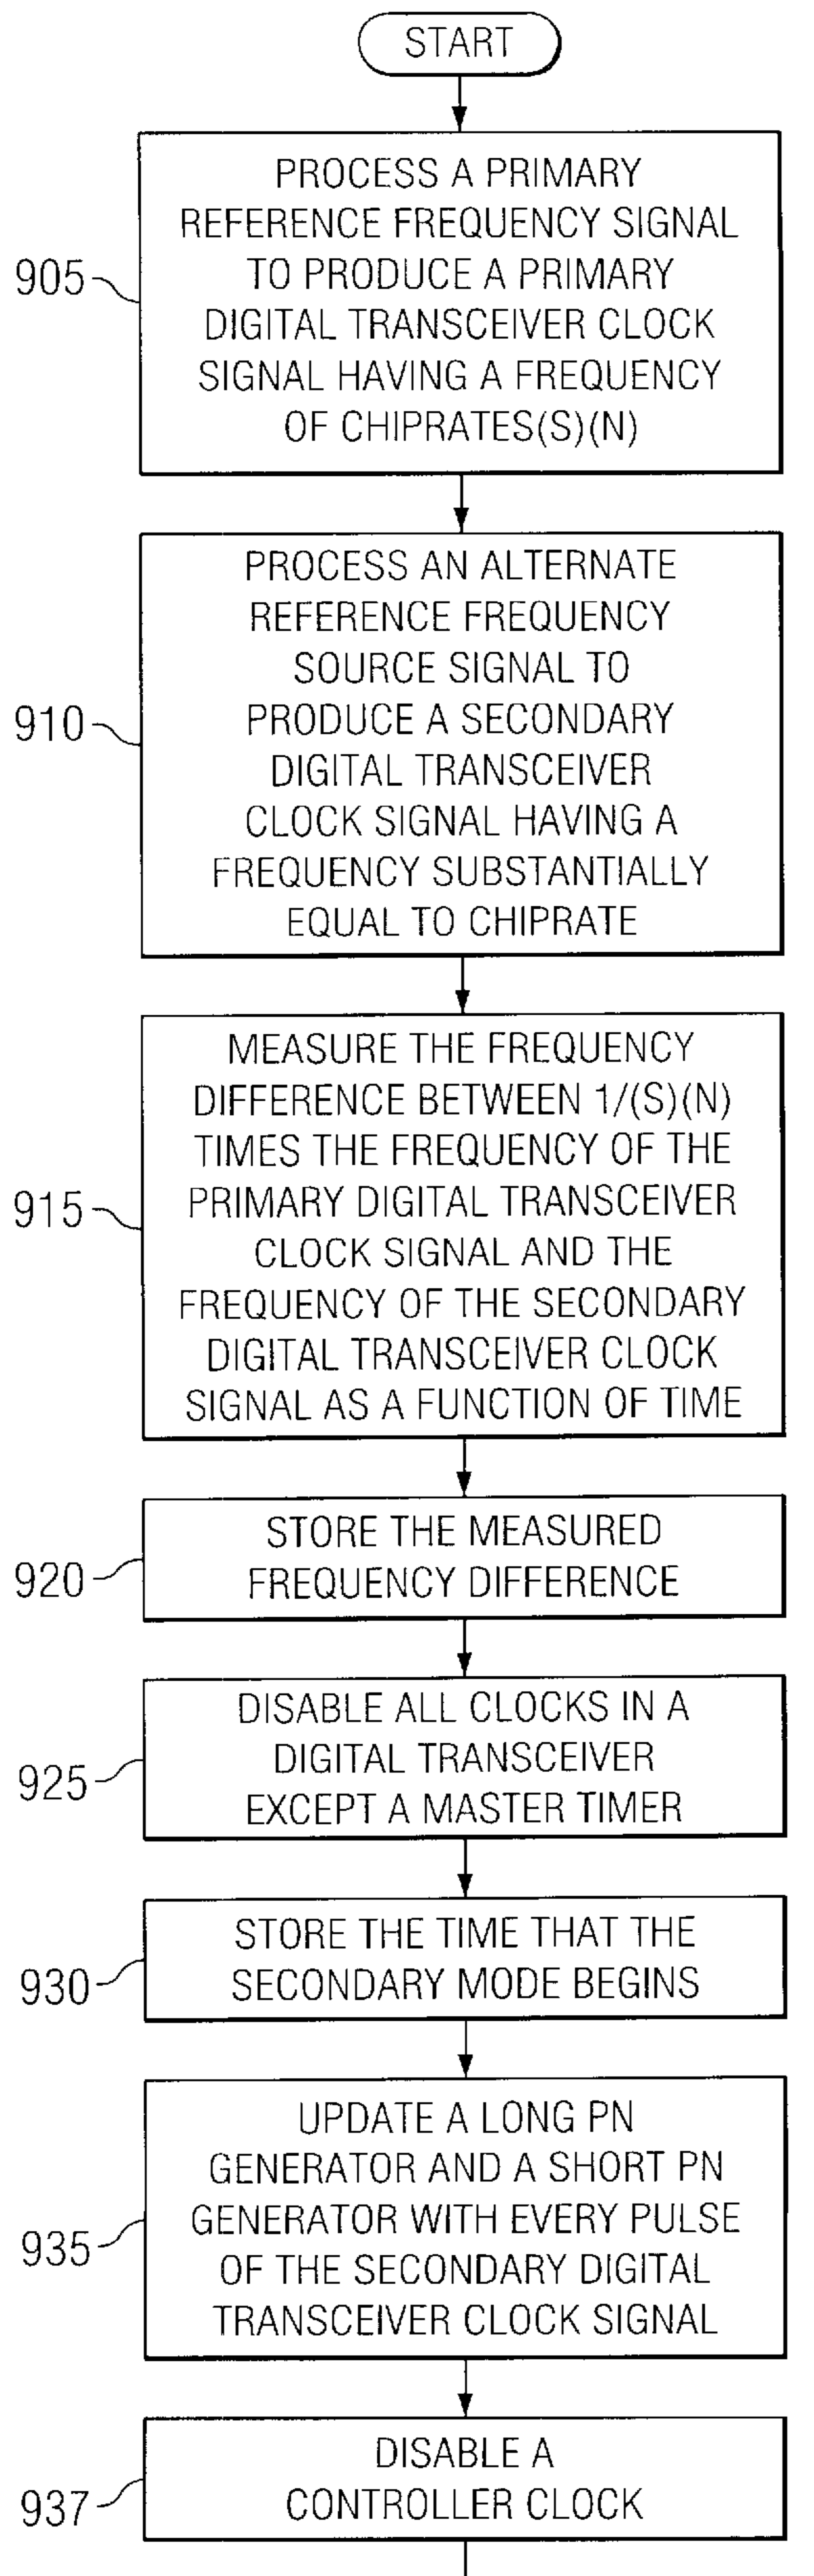 START
905
PROCESS A PRIMARY
REFERENCE FREQUENCY SIGNAL
TO PRODUCE A PRIMARY
DIGITAL TRANSCEIVER CLOCK
SIGNAL HAVING A FREQUENCY
OF CHIPRATES(S)(N)
910
PROCESS AN ALTERNATE
REFERENCE FREQUENCY
SOURCE SIGNAL TO
PRODUCE A SECONDARY
DIGITAL TRANSCEIVER
CLOCK SIGNAL HAVING A
FREQUENCY SUBSTANTIALLY
EQUAL TO CHIPRATE
915
MEASURE THE FREQUENCY
DIFFERENCE BETWEEN 1/(S)(N)
TIMES THE FREQUENCY OF THE
PRIMARY DIGITAL TRANSCEIVER
CLOCK SIGNAL AND THE
FREQUENCY OF THE SECONDARY
DIGITAL TRANSCEIVER CLOCK
SIGNAL AS A FUNCTION OF TIME
920
STORE THE MEASURED
FREQUENCY DIFFERENCE
925
DISABLE ALL CLOCKS IN A
DIGITAL TRANSCEIVER
EXCEPT A MASTER TIMER
930
STORE THE TIME THAT THE
SECONDARY MODE BEGINS
935
UPDATE A LONG PN
GENERATOR AND A SHORT PN
GENERATOR WITH EVERY PULSE
OF THE SECONDARY DIGITAL
TRANSCEIVER CLOCK SIGNAL
937
DISABLE A
CONTROLLER CLOCK